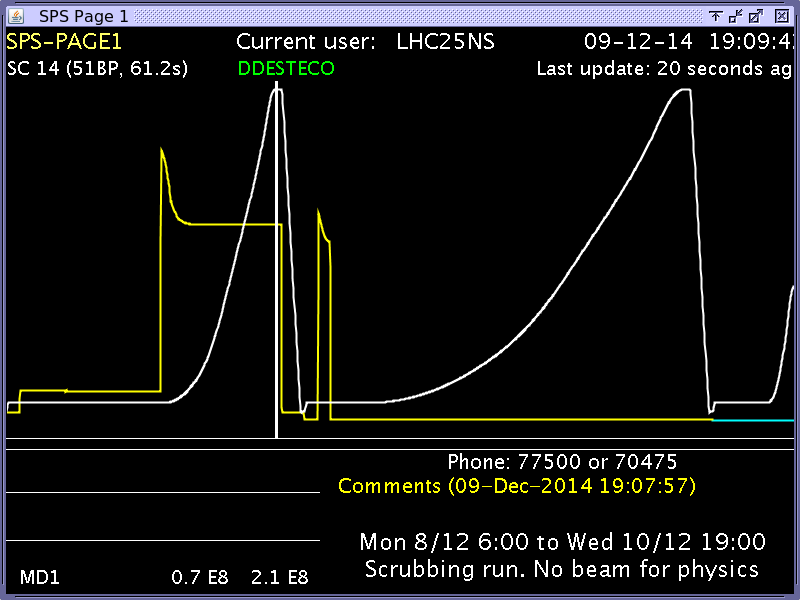 SPS Page 1
SPS-PAGE1 Current user: LHC25NS 09-12-14 19:09:4
SC 14 (51BP, 61.2s) DDESTECO Last update: 20 seconds ag
Phone: 77500 or 70475
Comments (09-Dec-2014 19:07:57)
Mon 8/12 6:00 to Wed 10/12 19:00
Scrubbing run. No beam for physics
MD1 0.7 E8 2.1 E8